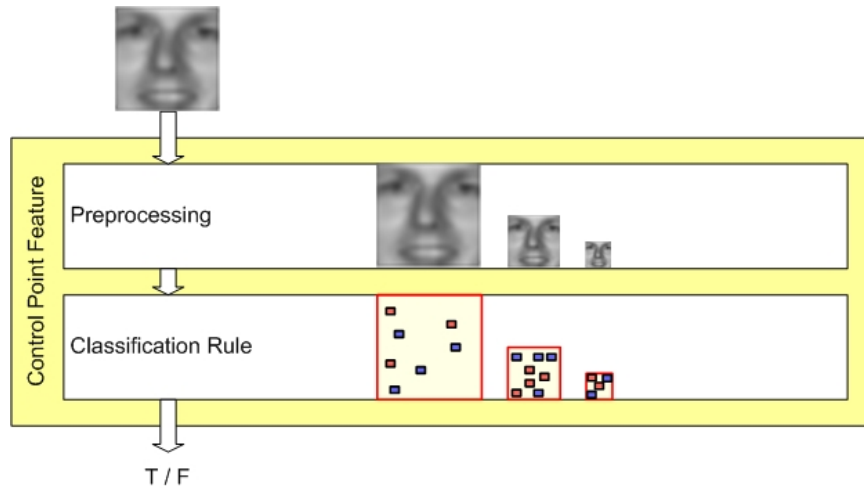 Control Point Feature
Preprocessing
Classification Rule
T / F